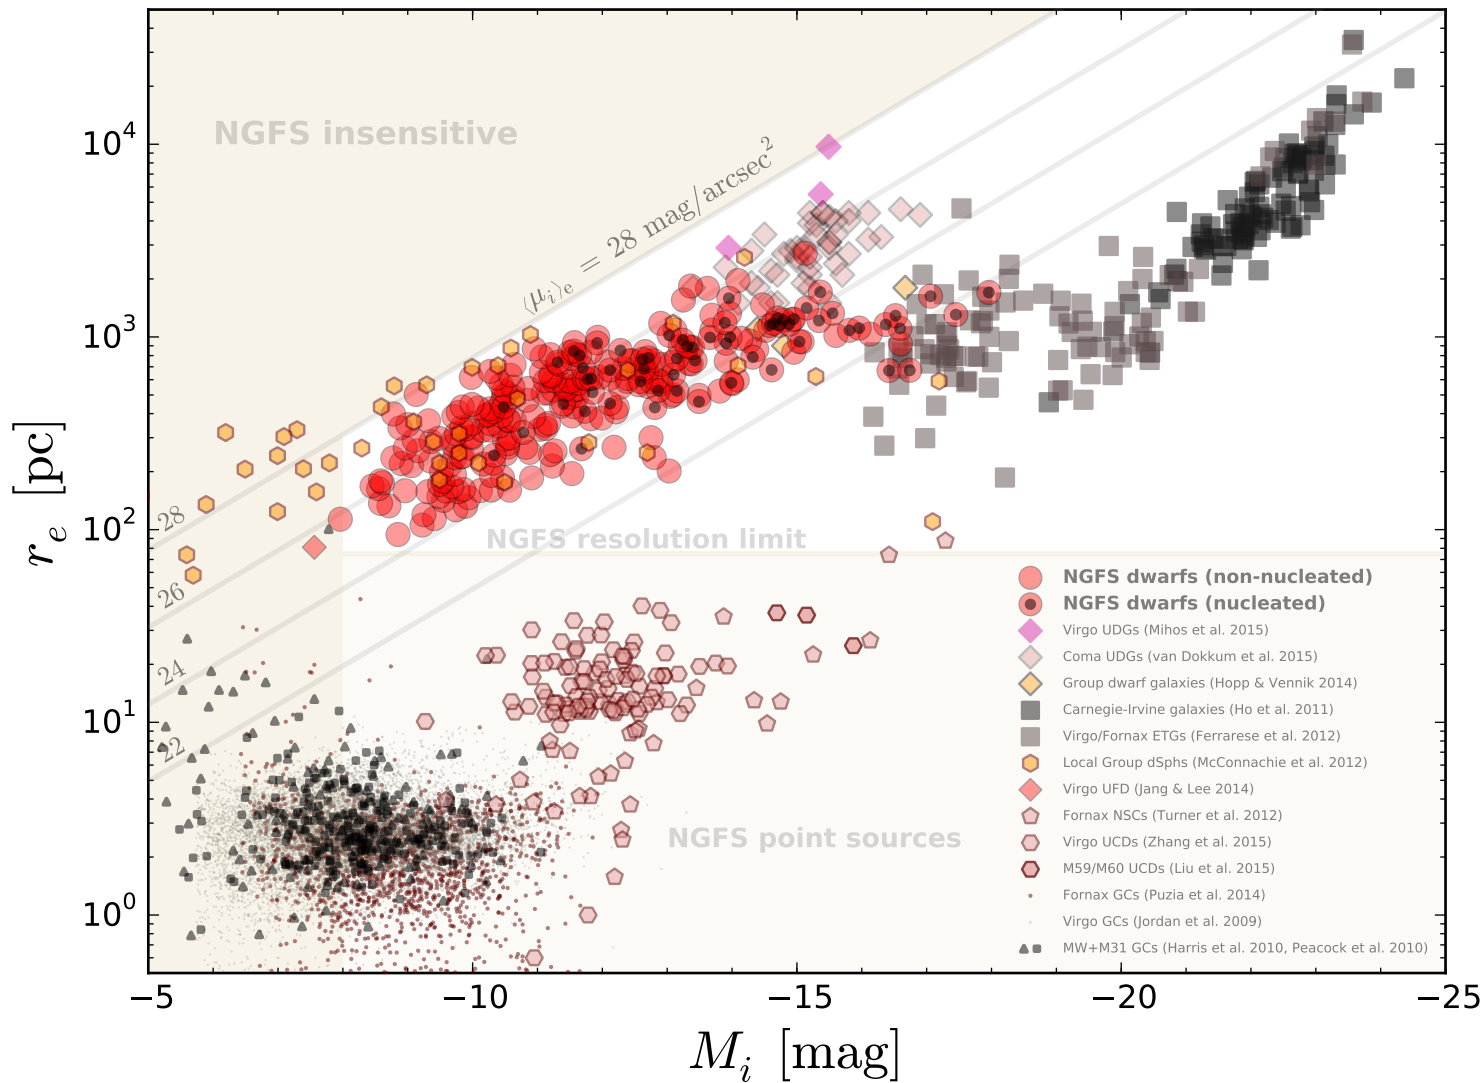 NGFS insensitive
⟨μ_i⟩_e = 28 mag/arcsec²
10⁴
10³
10²
10¹
10⁰
r_e [pc]
28
26
24
22
NGFS resolution limit
NGFS dwarfs (non-nucleated)
NGFS dwarfs (nucleated)
Virgo UDGs (Mihos et al. 2015)
Coma UDGs (van Dokkum et al. 2015)
Group dwarf galaxies (Hopp & Vennik 2014)
Carnegie-Irvine galaxies (Ho et al. 2011)
Virgo/Fornax ETGs (Ferrarese et al. 2012)
Local Group dSphs (McConnachie et al. 2012)
Virgo UFD (Jang & Lee 2014)
Fornax NSCs (Turner et al. 2012)
Virgo UCDs (Zhang et al. 2015)
M59/M60 UCDs (Liu et al. 2015)
Fornax GCs (Puzia et al. 2014)
Virgo GCs (Jordan et al. 2009)
MW+M31 GCs (Harris et al. 2010, Peacock et al. 2010)
NGFS point sources
−5 −10 −15 −20 −25
M_i [mag]